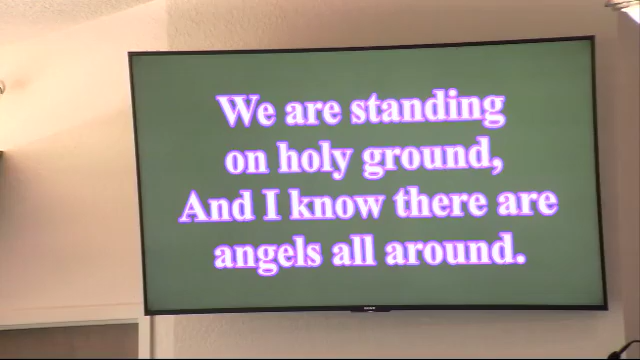 We are standing
on holy ground,
And I know there are
angels all around.